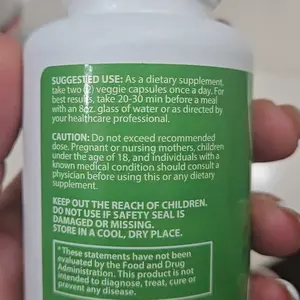 SUGGESTED USE: As a dietary supplement,
take two (2) veggie capsules once a day. For
best results, take 20-30 min before a meal
with an 8oz. glass of water or as directed by
your healthcare professional.
CAUTION: Do not exceed recommended
dose. Pregnant or nursing mothers, children
under the age of 18, and individuals with a
known medical condition should consult a
physician before using this or any dietary
supplement.
KEEP OUT THE REACH OF CHILDREN.
DO NOT USE IF SAFETY SEAL IS
DAMAGED OR MISSING.
STORE IN A COOL, DRY PLACE.
* These statements have not been
evaluated by the Food and Drug
Administration. This product is not
intended to diagnose, treat, cure or
prevent any disease.